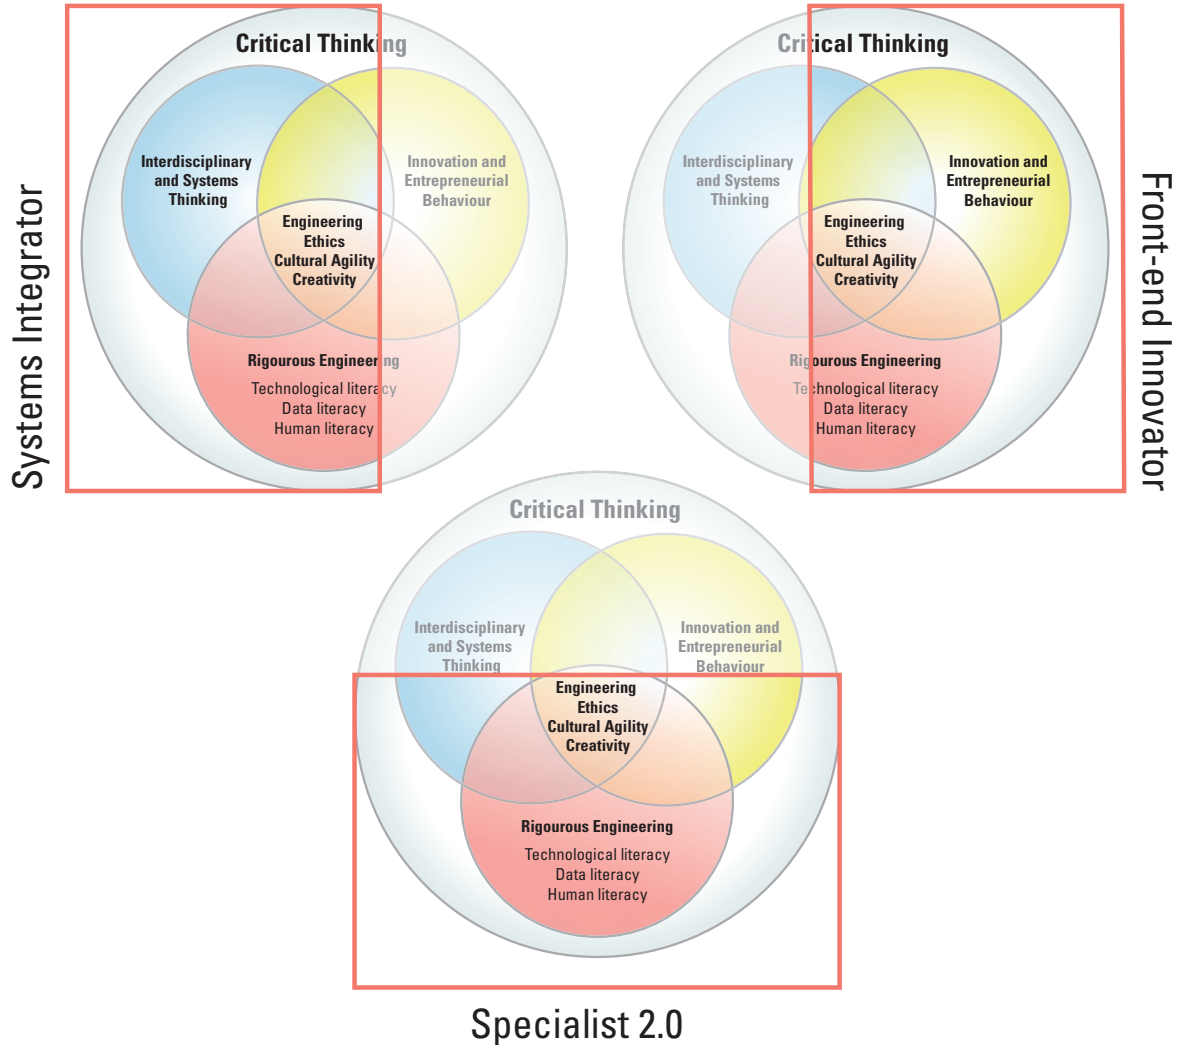 Systems Integrator
Critical Thinking
Interdisciplinary
and Systems
Thinking
Innovation and
Entrepreneurial
Behaviour
Engineering
Ethics
Cultural Agility
Creativity
Rigourous Engineering
Technological literacy
Data literacy
Human literacy
Critical Thinking
Interdisciplinary
and Systems
Thinking
Innovation and
Entrepreneurial
Behaviour
Engineering
Ethics
Cultural Agility
Creativity
Rigourous Engineering
Technological literacy
Data literacy
Human literacy
Front-end Innovator
Critical Thinking
Interdisciplinary
and Systems
Thinking
Innovation and
Entrepreneurial
Behaviour
Engineering
Ethics
Cultural Agility
Creativity
Rigourous Engineering
Technological literacy
Data literacy
Human literacy
Specialist 2.0